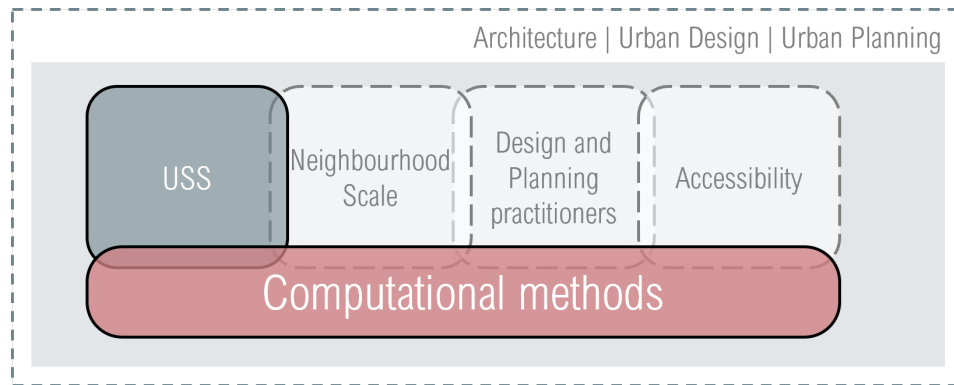 Architecture | Urban Design | Urban Planning
USS
Neighbourhood
Scale
Design and
Planning
practitioners
Accessibility
Computational methods